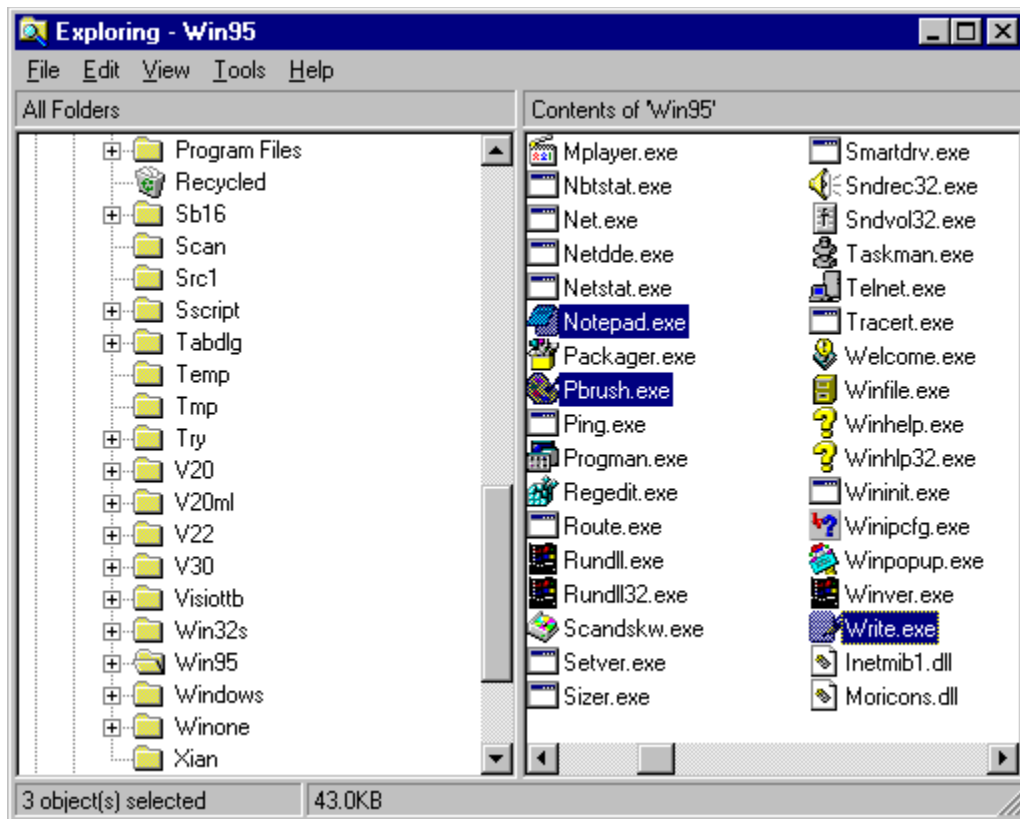 Exploring - Win95
File Edit View Tools Help
All Folders
Contents of 'Win95'
Program Files
Recycled
Sb16
Scan
Src1
Sscript
Tabdlg
Temp
Tmp
Try
V20
V20ml
V22
V30
Visiottb
Win32s
Win95
Windows
Winone
Xian
Mplayer.exe
Nbtstat.exe
Net.exe
Netdde.exe
Netstat.exe
Notepad.exe
Packager.exe
Pbrush.exe
Ping.exe
Progman.exe
Regedit.exe
Route.exe
Rundll.exe
Rundll32.exe
Scandskw.exe
Setver.exe
Sizer.exe
Smartdrv.exe
Sndrec32.exe
Sndvol32.exe
Taskman.exe
Telnet.exe
Tracert.exe
Welcome.exe
Winfile.exe
Winhelp.exe
Winhlp32.exe
Wininit.exe
Winipcfg.exe
Winpopup.exe
Winver.exe
Write.exe
Inetmib1.dll
Moricons.dll
3 object(s) selected
43.0KB